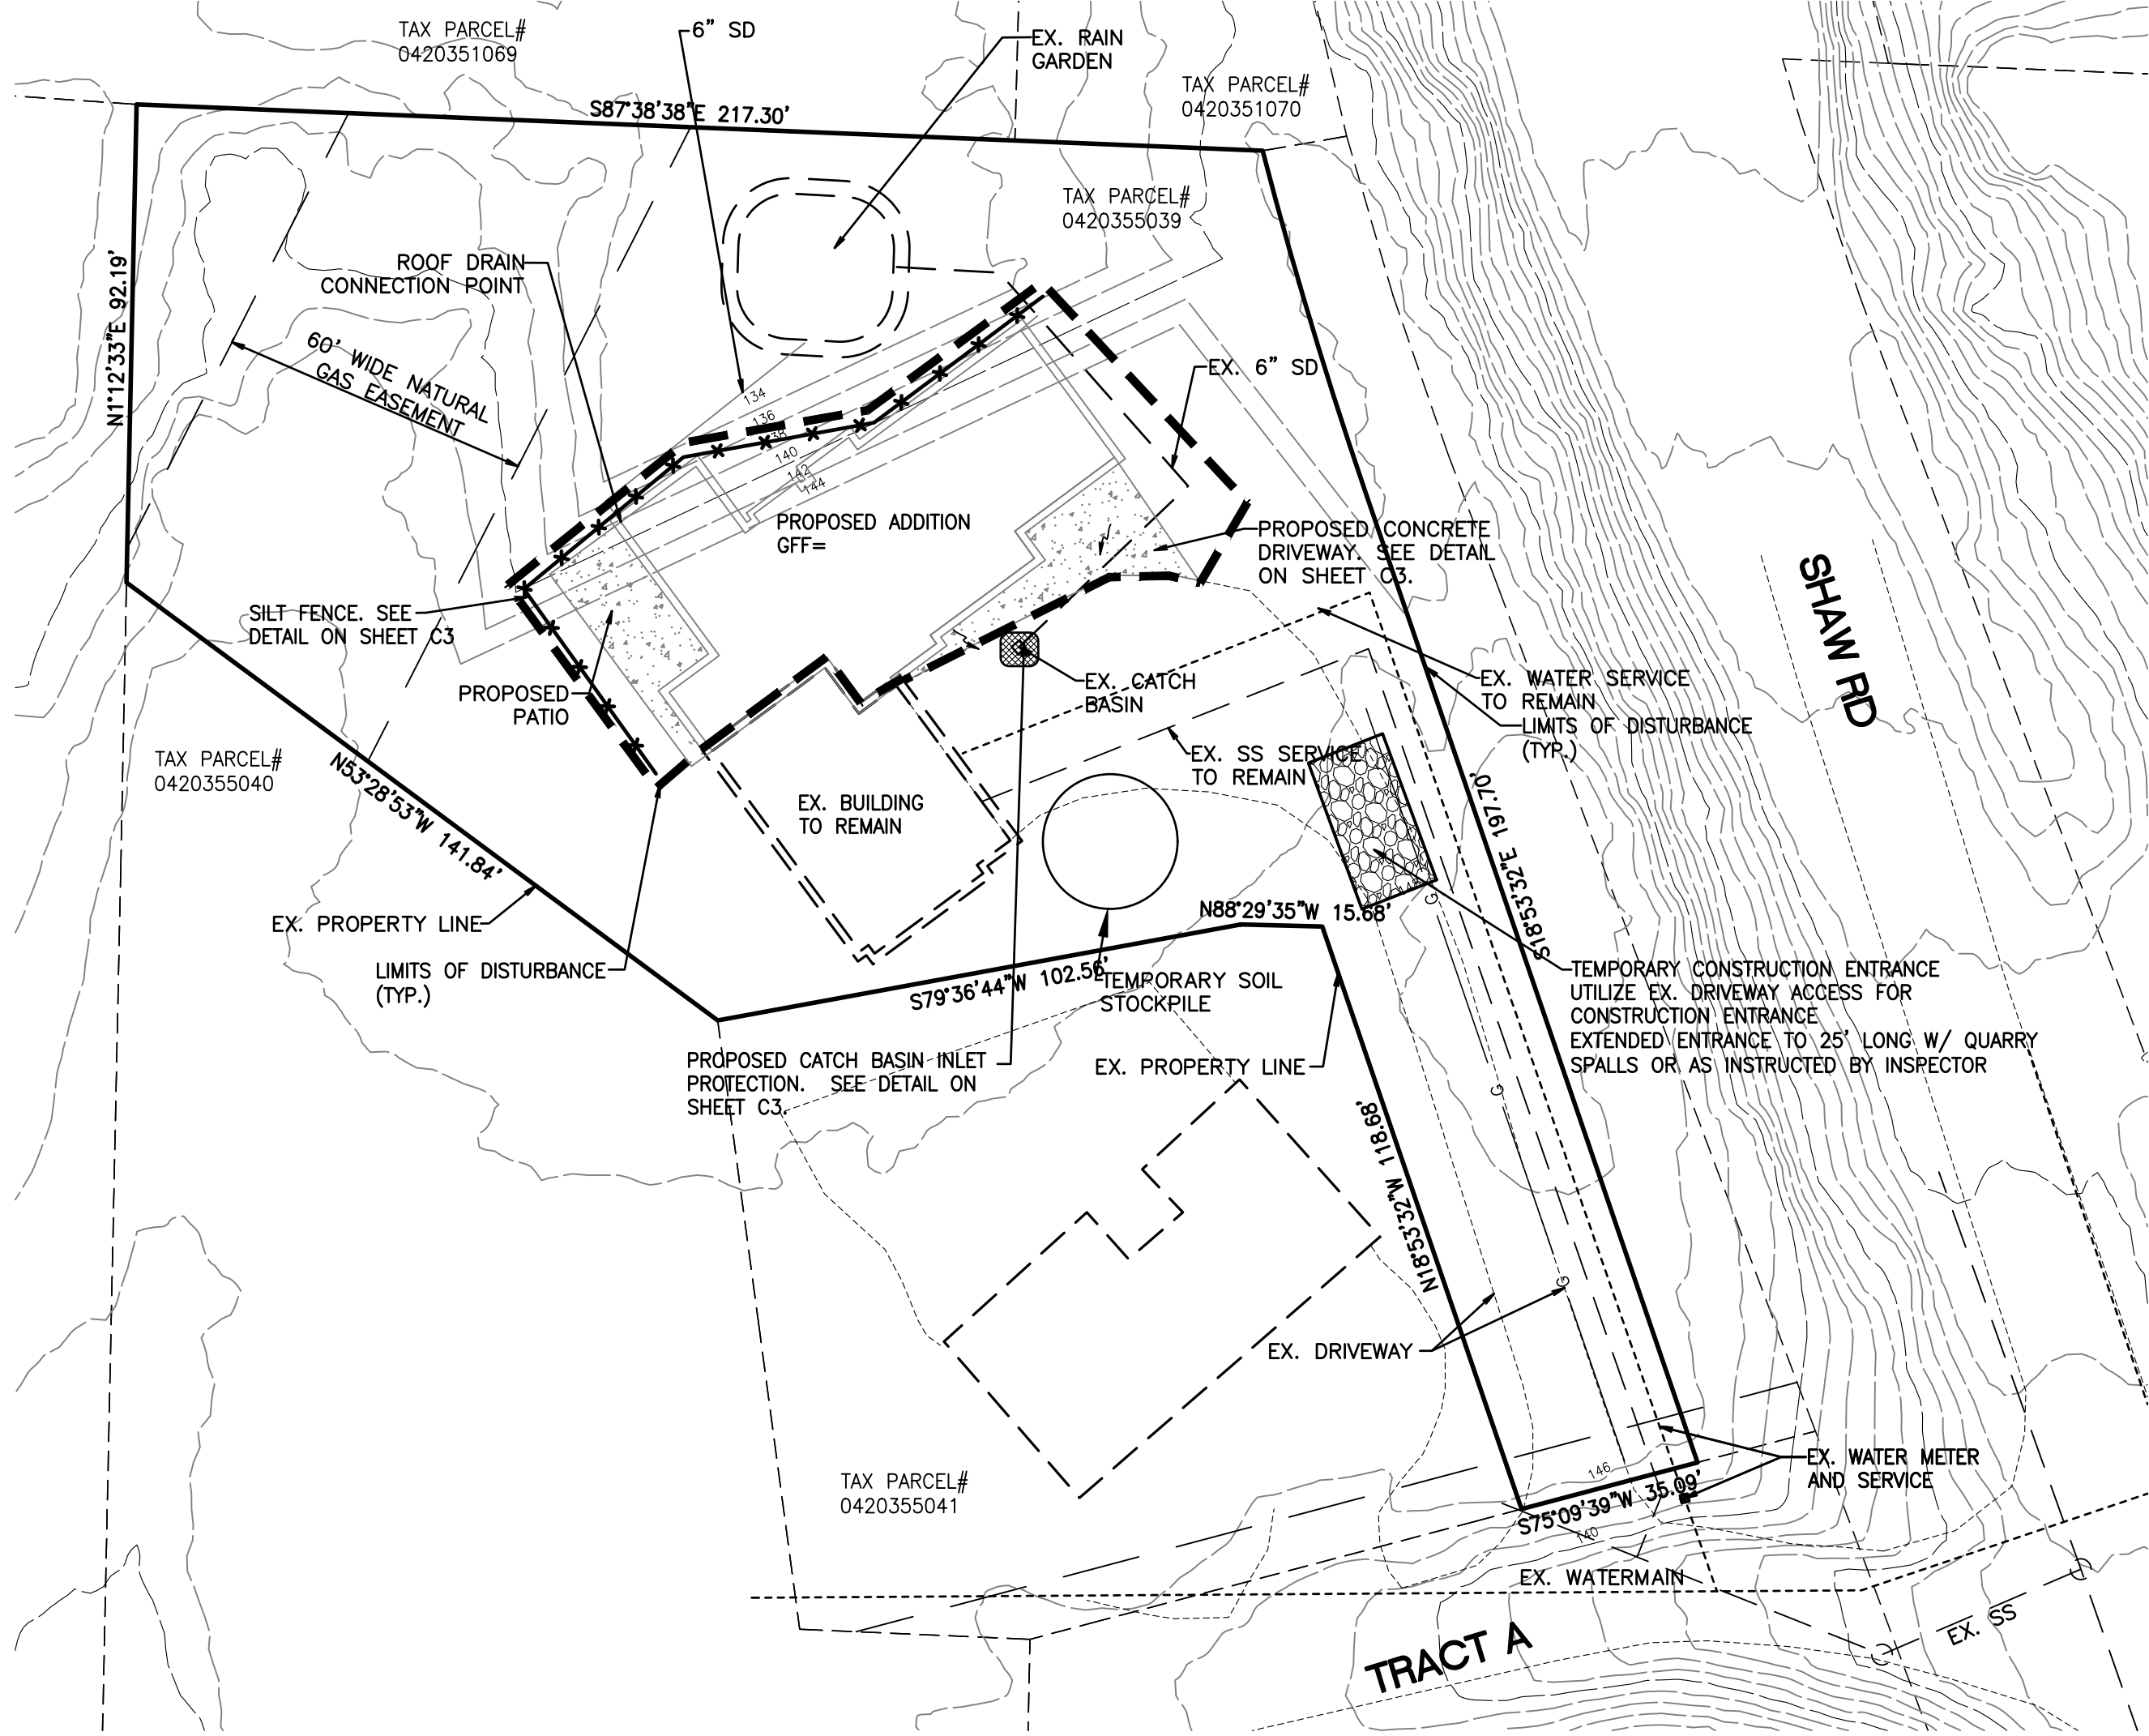 TAX PARCEL#
0420351069
6" SD
EX. RAIN
GARDEN
TAX PARCEL#
0420351070
S87°38'38"E 217.30'
TAX PARCEL#
0420355039
ROOF DRAIN
CONNECTION POINT
N1°12'33"E 92.19'
60' WIDE NATURAL
GAS EASEMENT
EX. 6" SD
134
136
138
140
142
144
PROPOSED ADDITION
GFF=
PROPOSED CONCRETE
DRIVEWAY. SEE DETAIL
ON SHEET C3.
SHAW RD
SILT FENCE. SEE
DETAIL ON SHEET C3
PROPOSED
PATIO
EX. CATCH
BASIN
EX. WATER SERVICE
TO REMAIN
LIMITS OF DISTURBANCE
(TYP.)
EX. SS SERVICE
TO REMAIN
TAX PARCEL#
0420355040
N53°28'53"W 141.84'
EX. BUILDING
TO REMAIN
S18°53'32"E 197.70'
G
N88°29'35"W 15.68'
EX. PROPERTY LINE
LIMITS OF DISTURBANCE
(TYP.)
S79°36'44"W 102.56'
TEMPORARY SOIL
STOCKPILE
TEMPORARY CONSTRUCTION ENTRANCE
UTILIZE EX. DRIVEWAY ACCESS FOR
CONSTRUCTION ENTRANCE
EXTENDED ENTRANCE TO 25' LONG W/ QUARRY
SPALLS OR AS INSTRUCTED BY INSPECTOR
PROPOSED CATCH BASIN INLET
PROTECTION. SEE DETAIL ON
SHEET C3.
EX. PROPERTY LINE
G
N18°53'32"W 118.68'
G
EX. DRIVEWAY
TAX PARCEL#
0420355041
146
EX. WATER METER
AND SERVICE
S75°09'39"W 35.09'
140
EX. WATERMAIN
EX. SS
TRACT A